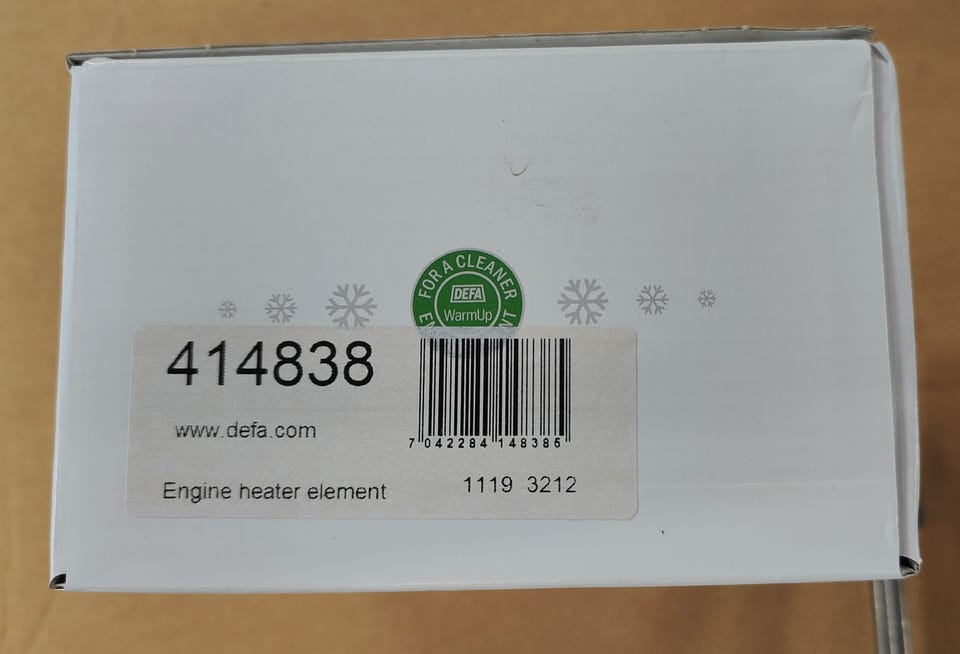 FOR A CLEANER
DEFA
WarmUp
414838
www.defa.com
7 042284 148385
Engine heater element
1119 3212